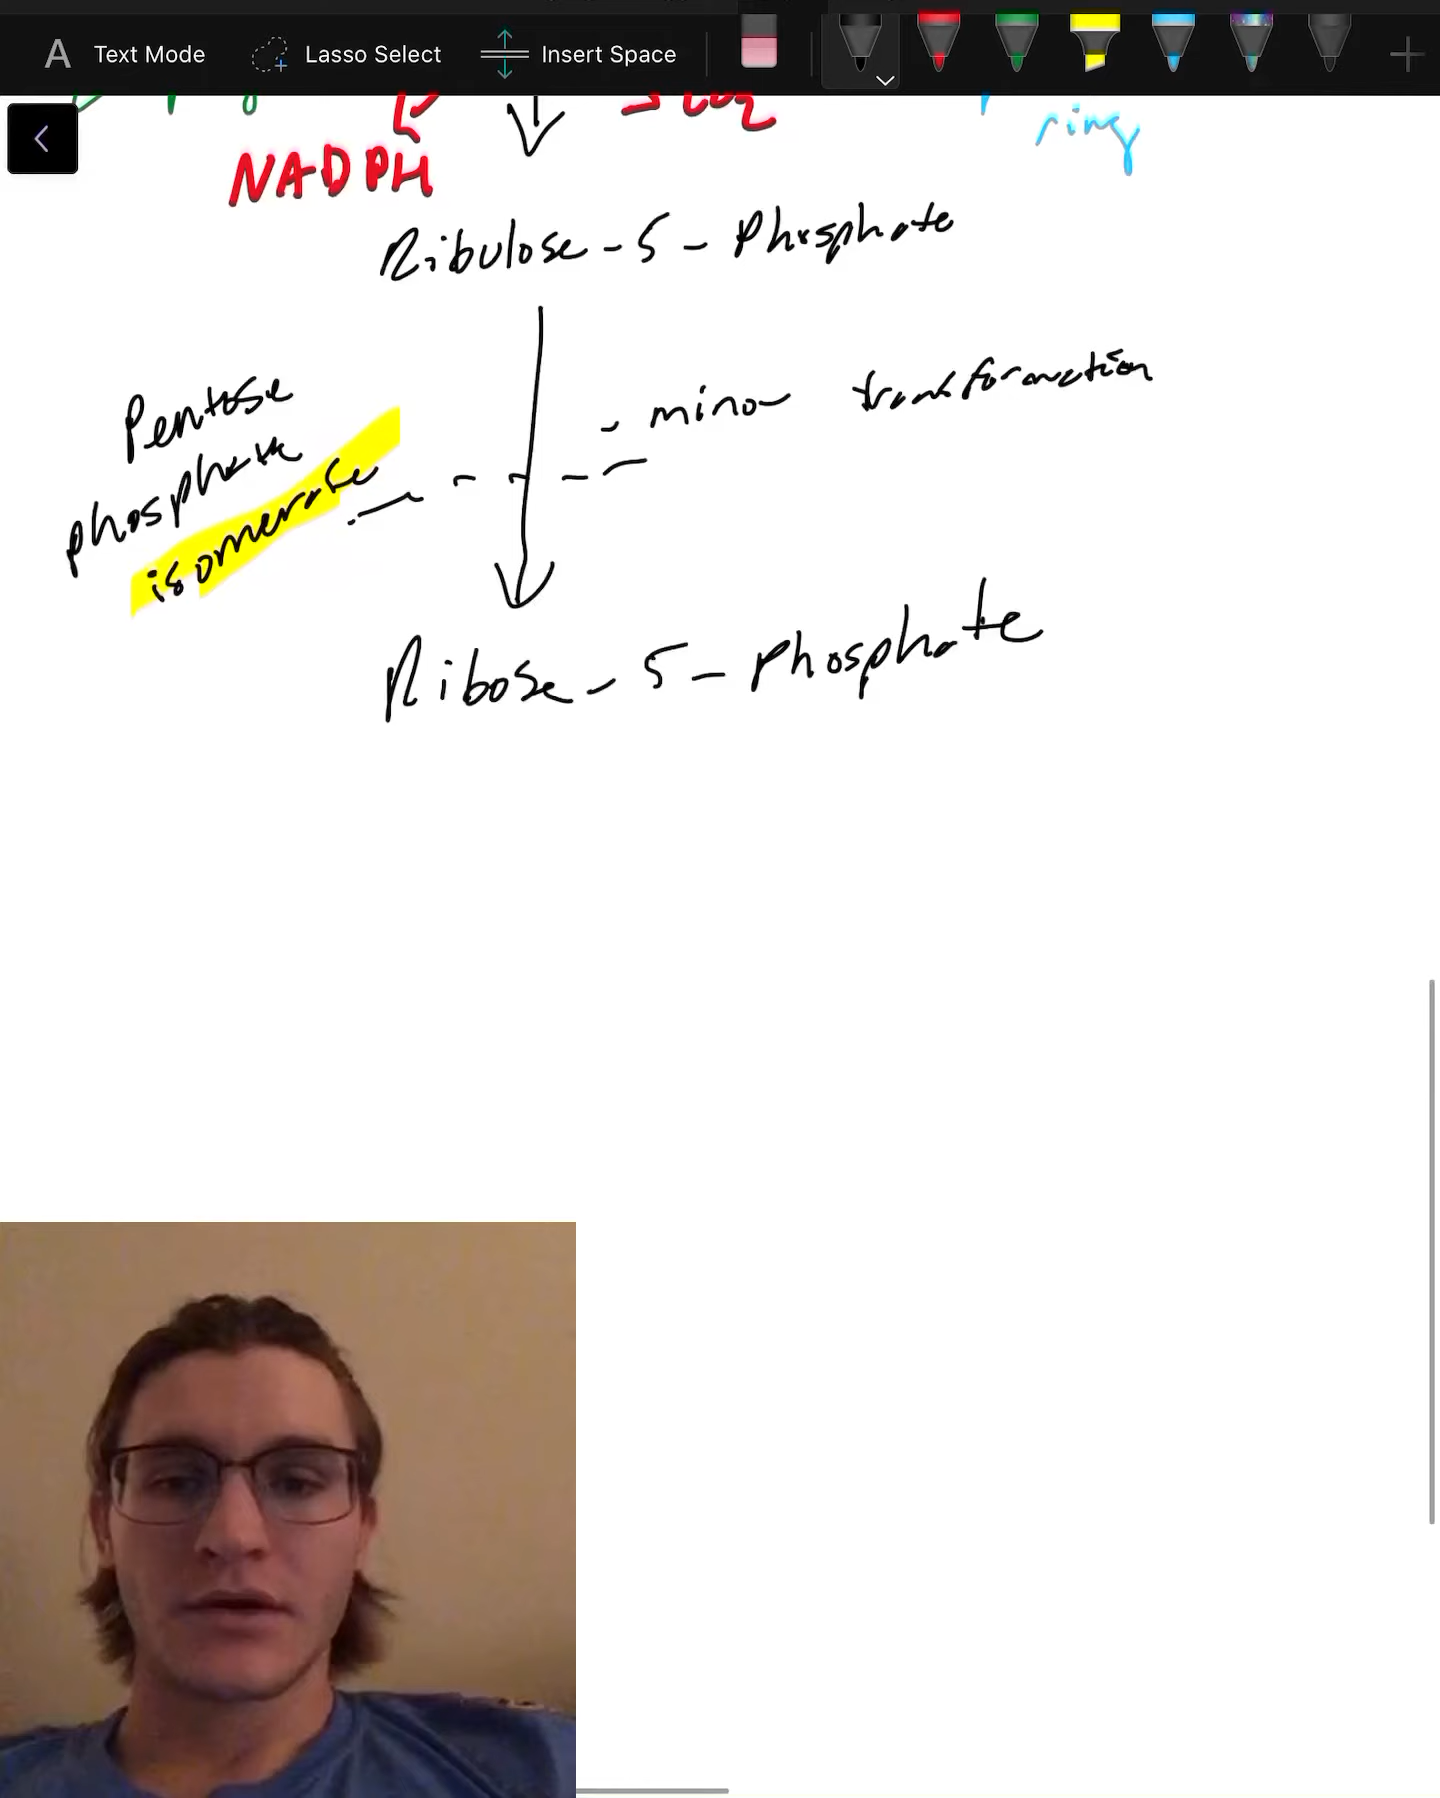 A Text Mode Lasso Select Insert Space
ring
NADPH
Ribulose-5-Phosphate
- minor transformation
Pentose
phosphate
isomerase
Ribose-5-phosphate